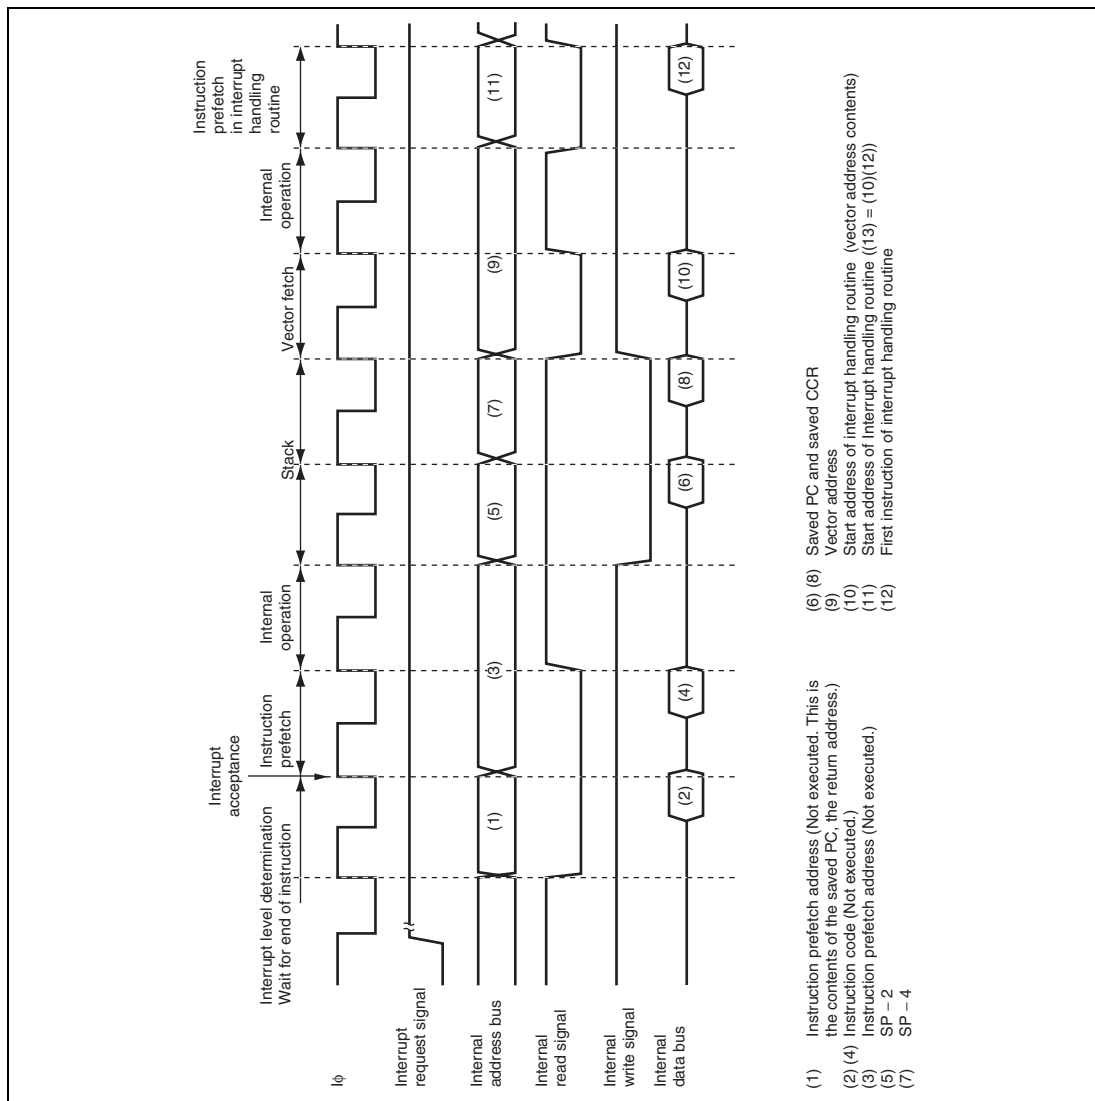 Interrupt
acceptance
Interrupt level determination
Wait for end of instruction
Instruction
prefetch
Internal
operation
Stack
Vector fetch
Internal
operation
Instruction
prefetch
in interrupt
handling
routine
Iϕ
Interrupt
request signal
Internal
address bus
(1)
(3)
(5)
(7)
(9)
(11)
Internal
read signal
Internal
write signal
Internal
data bus
(2)
(4)
(6)
(8)
(10)
(12)
(1) Instruction prefetch address (Not executed. This is
the contents of the saved PC, the return address.)
(2) (4) Instruction code (Not executed.)
(3) Instruction prefetch address (Not executed.)
(5) SP – 2
(7) SP – 4
(6) (8) Saved PC and saved CCR
(9) Vector address
(10) Start address of interrupt handling routine (vector address contents)
(11) Start address of Interrupt handling routine ((13) = (10)(12))
(12) First instruction of interrupt handling routine